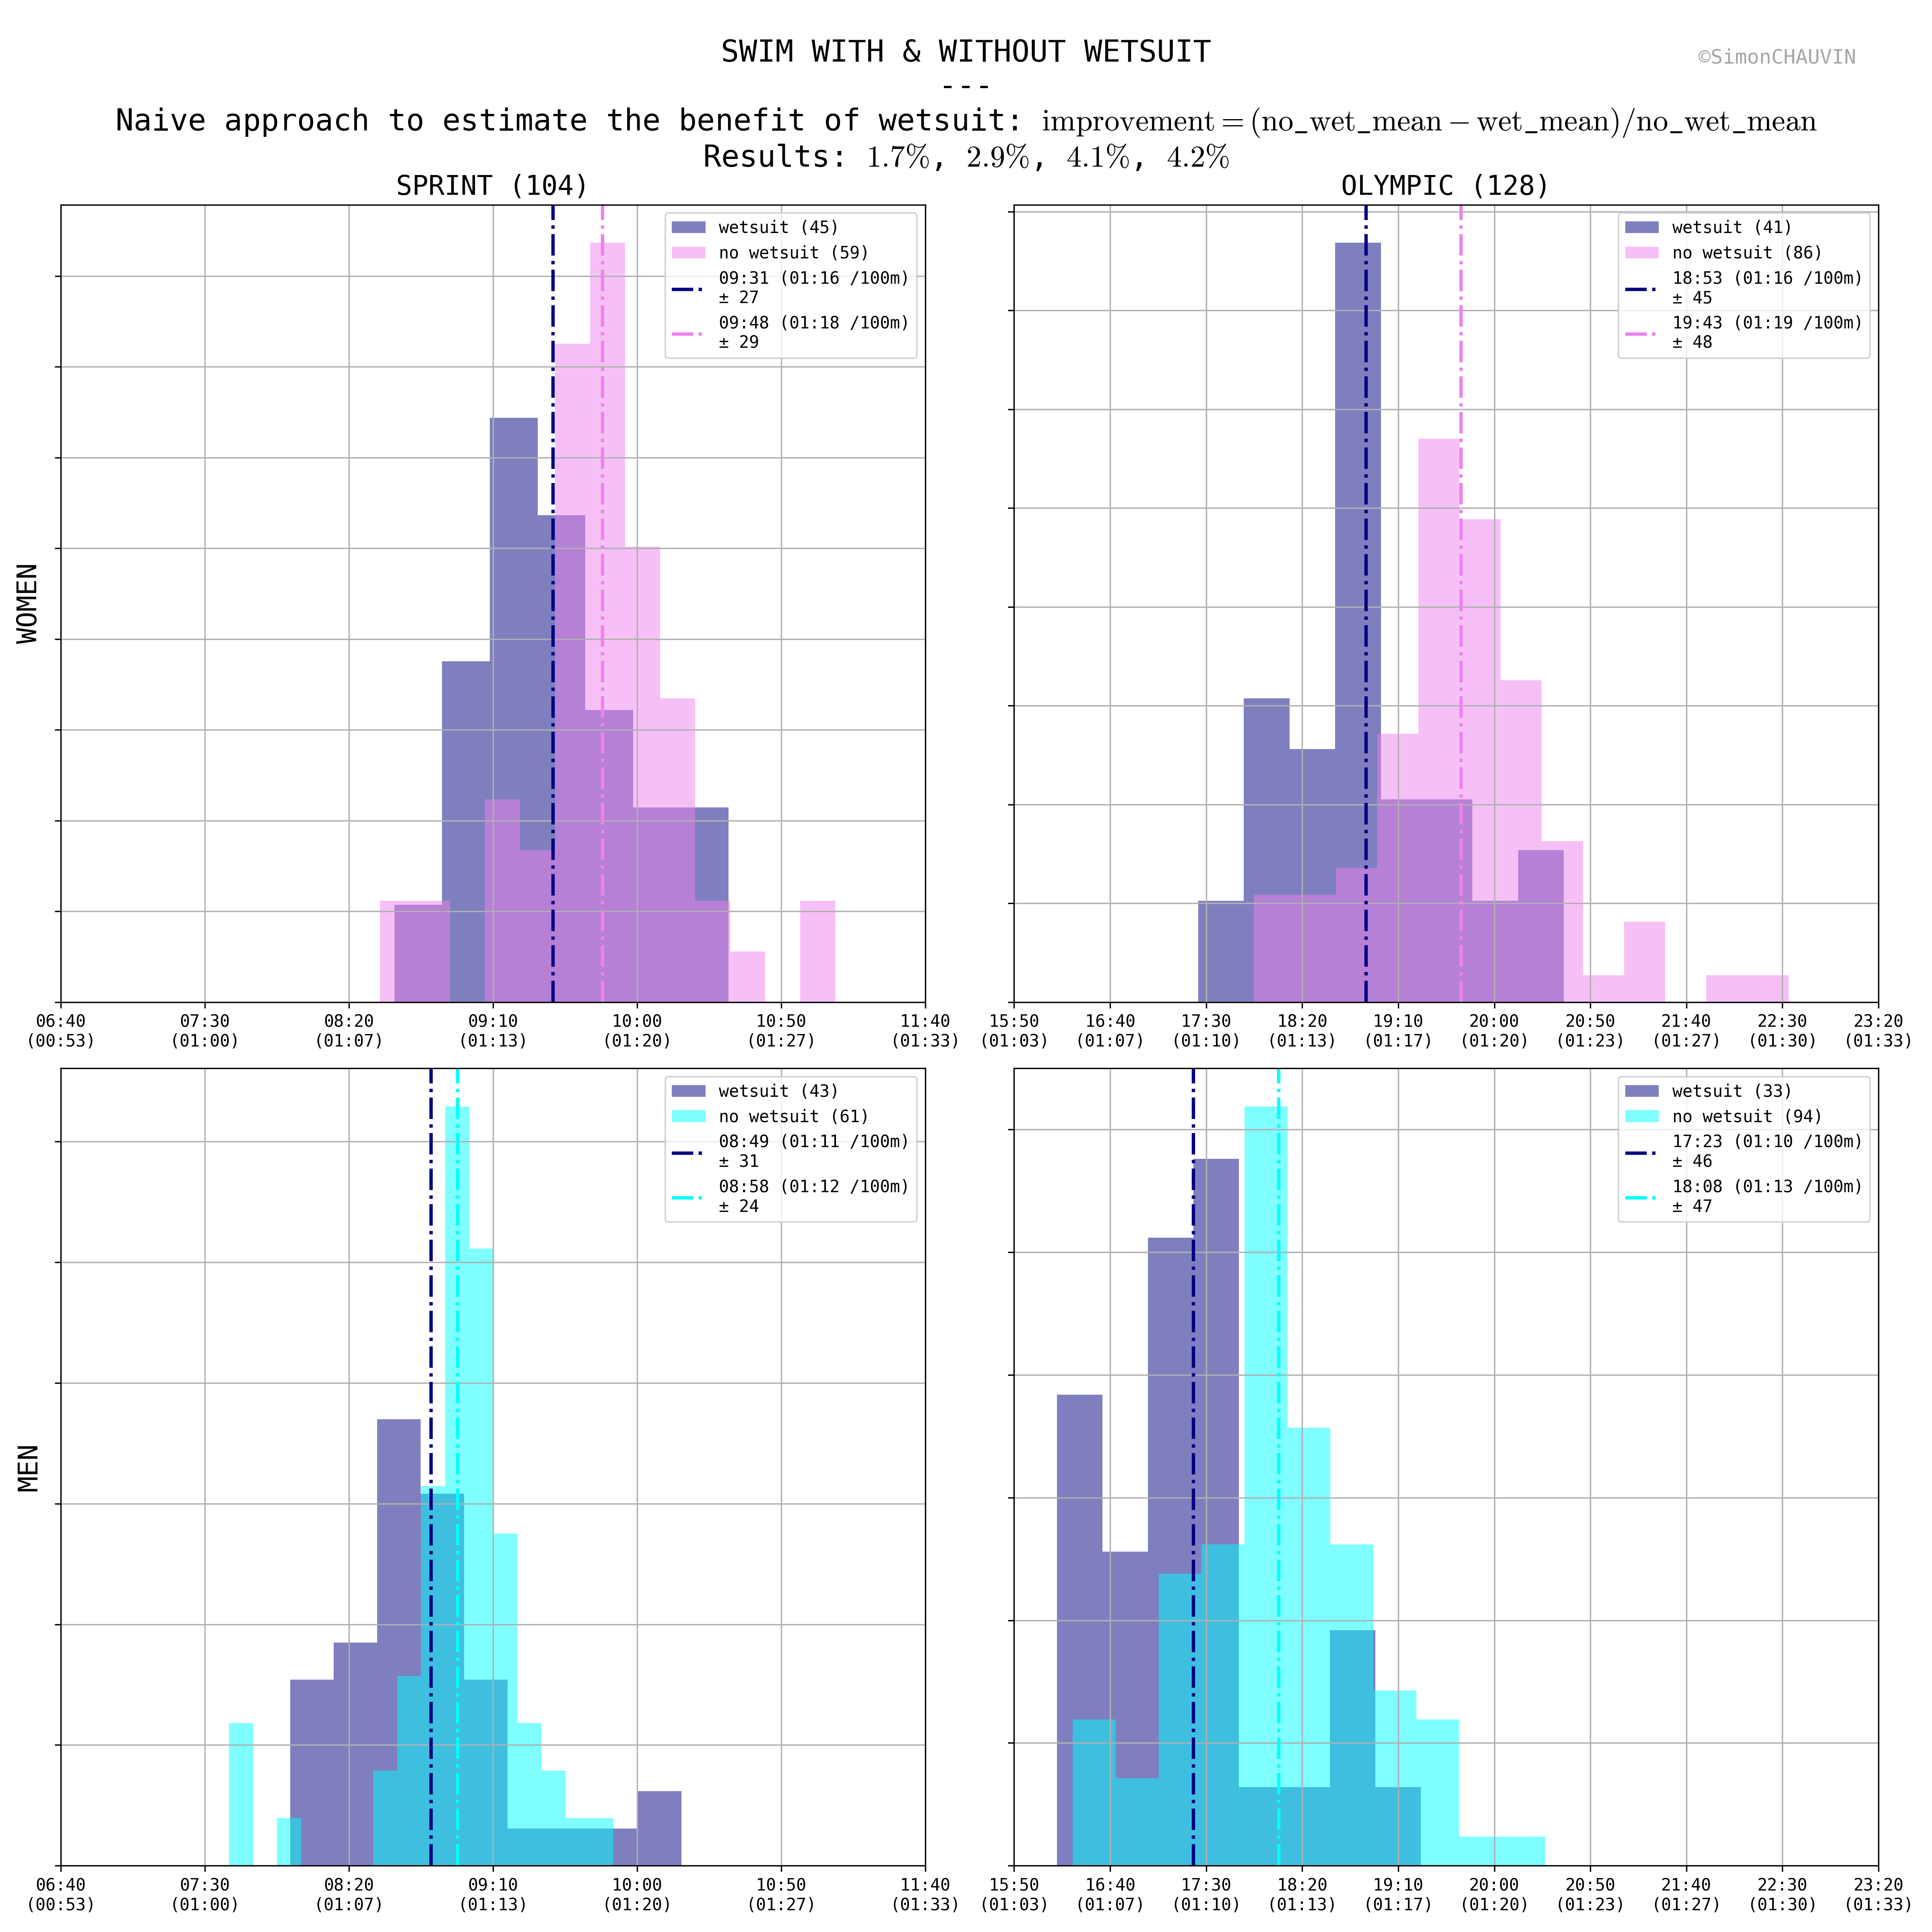 SWIM WITH & WITHOUT WETSUIT
©SimonCHAUVIN
---
Naive approach to estimate the benefit of wetsuit: improvement=(no_wet_mean−wet_mean)/no_wet_mean
Results: 1.7%, 2.9%, 4.1%, 4.2%
SPRINT (104)
WOMEN
wetsuit (45)
no wetsuit (59)
09:31 (01:16 /100m)
± 27
09:48 (01:18 /100m)
± 29
06:40 07:30 08:20 09:10 10:00 10:50 11:40
(00:53) (01:00) (01:07) (01:13) (01:20) (01:27) (01:33)
OLYMPIC (128)
wetsuit (41)
no wetsuit (86)
18:53 (01:16 /100m)
± 45
19:43 (01:19 /100m)
± 48
15:50 16:40 17:30 18:20 19:10 20:00 20:50 21:40 22:30 23:20
(01:03) (01:07) (01:10) (01:13) (01:17) (01:20) (01:23) (01:27) (01:30) (01:33)
MEN
wetsuit (43)
no wetsuit (61)
08:49 (01:11 /100m)
± 31
08:58 (01:12 /100m)
± 24
06:40 07:30 08:20 09:10 10:00 10:50 11:40
(00:53) (01:00) (01:07) (01:13) (01:20) (01:27) (01:33)
wetsuit (33)
no wetsuit (94)
17:23 (01:10 /100m)
± 46
18:08 (01:13 /100m)
± 47
15:50 16:40 17:30 18:20 19:10 20:00 20:50 21:40 22:30 23:20
(01:03) (01:07) (01:10) (01:13) (01:17) (01:20) (01:23) (01:27) (01:30) (01:33)